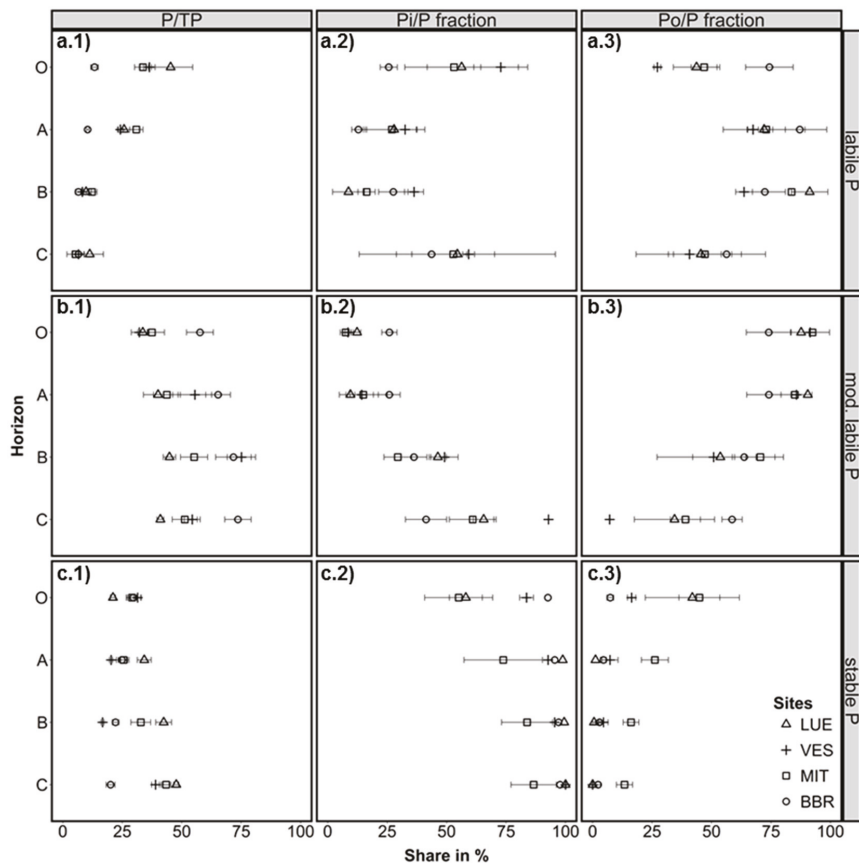 P/TP Pi/P fraction Po/P fraction
a.1) a.2) a.3)
O
A
B
C
labile P
b.1) b.2) b.3)
O
A
B
C
mod. labile P
Horizon
c.1) c.2) c.3)
O
A
B
C
stable P
Sites
LUE
VES
MIT
BBR
0 25 50 75 100 0 25 50 75 100 0 25 50 75 100
Share in %